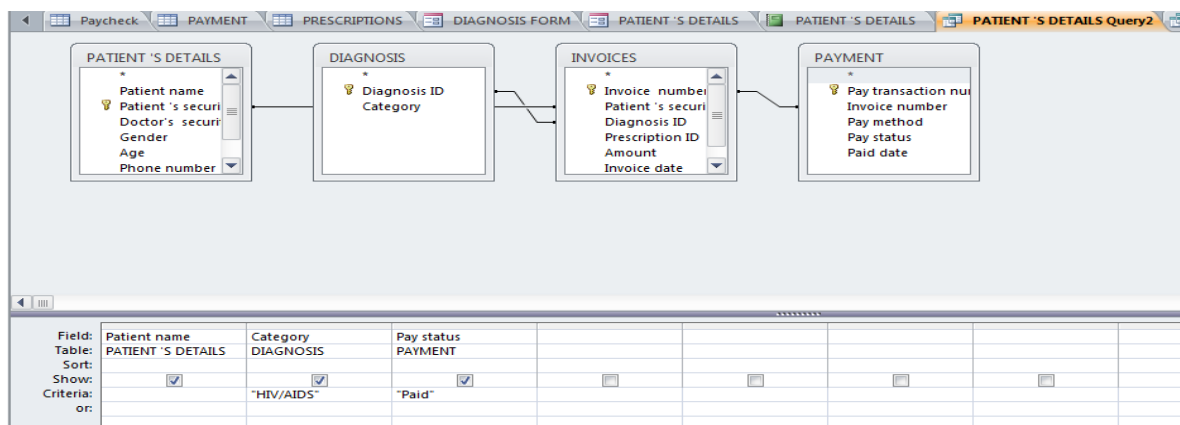 Paycheck PAYMENT PRESCRIPTIONS DIAGNOSIS FORM PATIENT 'S DETAILS PATIENT 'S DETAILS PATIENT 'S DETAILS Query2
PATIENT 'S DETAILS
*
Patient name
Patient 's securi
Doctor's securit
Gender
Age
Phone number
DIAGNOSIS
*
Diagnosis ID
Category
INVOICES
*
Invoice number
Patient 's securi
Diagnosis ID
Prescription ID
Amount
Invoice date
PAYMENT
*
Pay transaction nu
Invoice number
Pay method
Pay status
Paid date
Field: Patient name Category Pay status
Table: PATIENT 'S DETAILS DIAGNOSIS PAYMENT
Sort:
Show:
Criteria: "HIV/AIDS" "Paid"
or: